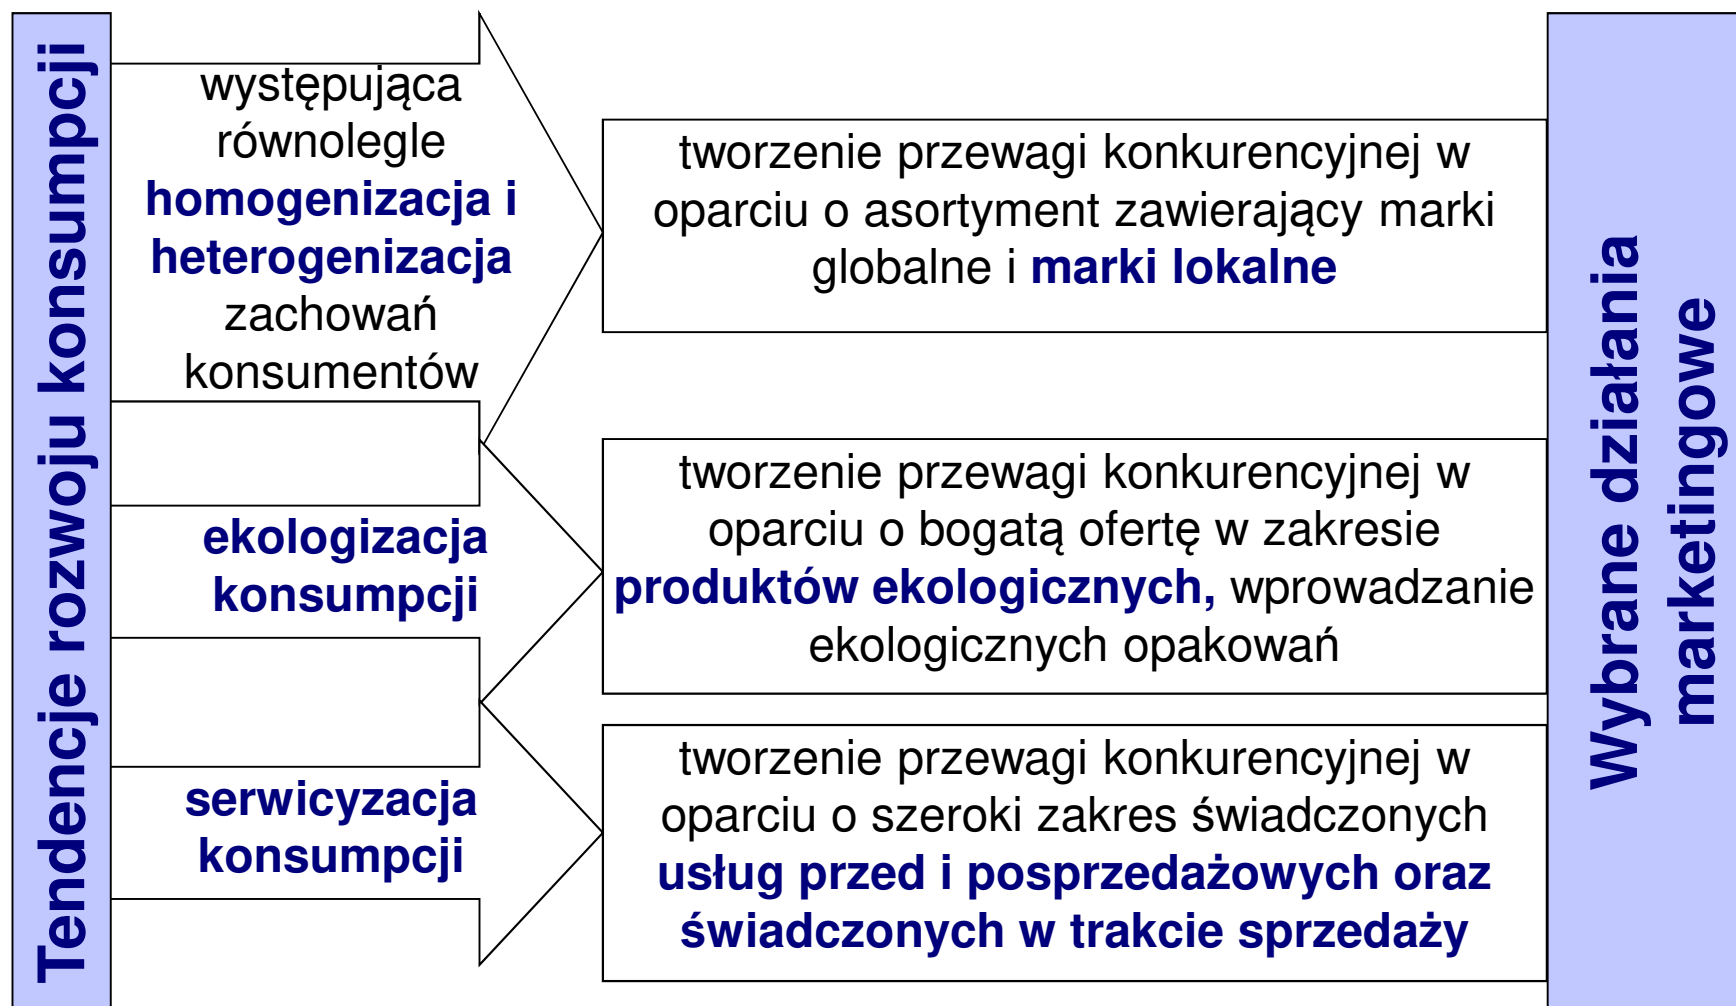 Tendencje rozwoju konsumpcji
występująca
równolegle
homogenizacja i
heterogenizacja
zachowań
konsumentów
tworzenie przewagi konkurencyjnej w
oparciu o asortyment zawierający marki
globalne i marki lokalne
ekologizacja
konsumpcji
tworzenie przewagi konkurencyjnej w
oparciu o bogatą ofertę w zakresie
produktów ekologicznych, wprowadzanie
ekologicznych opakowań
serwicyzacja
konsumpcji
tworzenie przewagi konkurencyjnej w
oparciu o szeroki zakres świadczonych
usług przed i posprzedażowych oraz
świadczonych w trakcie sprzedaży
Wybrane działania
marketingowe